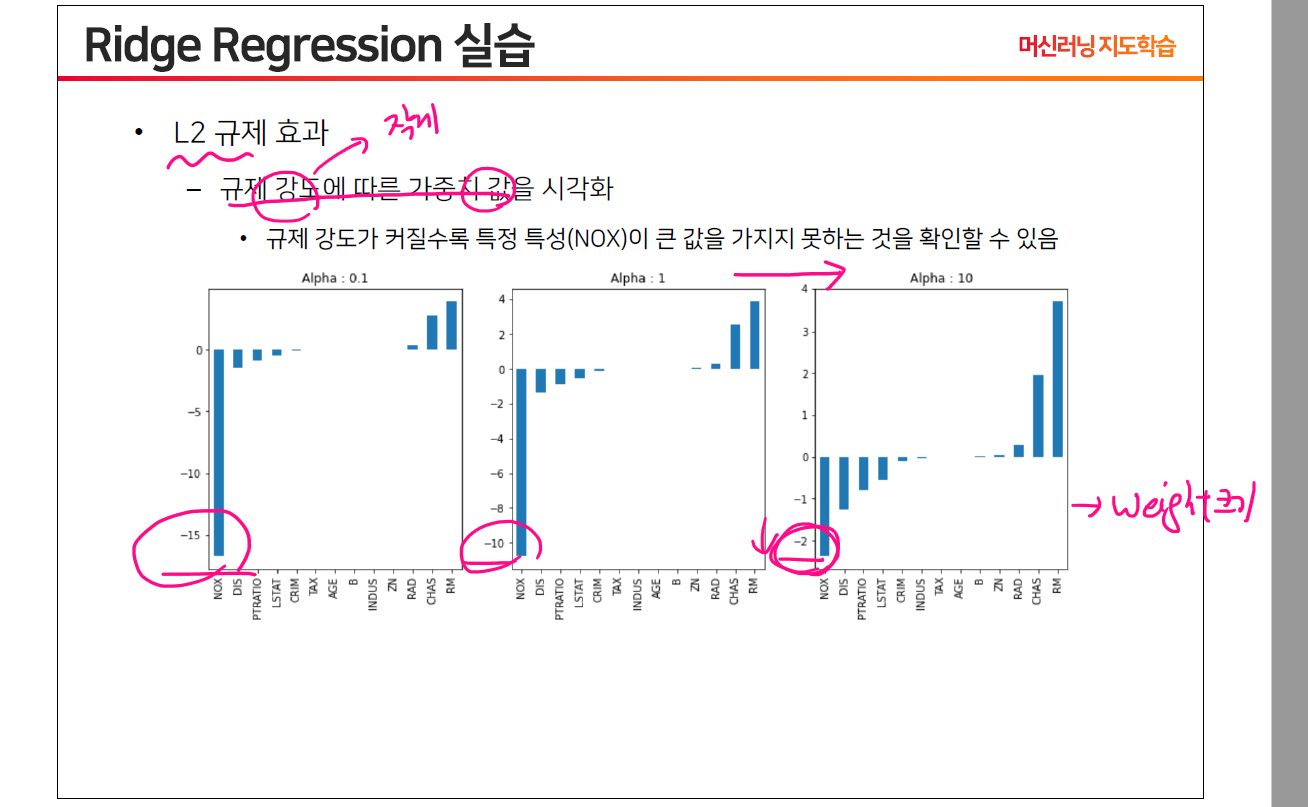 Ridge Regression 실습
머신러닝 지도학습
• L2 규제 효과
작게
– 규제 강도에 따른 가중치 값을 시각화
• 규제 강도가 커질수록 특정 특성(NOX)이 큰 값을 가지지 못하는 것을 확인할 수 있음
Alpha : 0.1
0
−5
−10
−15
NOX
DIS
PTRATIO
LSTAT
CRIM
TAX
AGE
B
INDUS
ZN
RAD
CHAS
RM
Alpha : 1
4
2
0
−2
−4
−6
−8
−10
NOX
DIS
PTRATIO
LSTAT
CRIM
TAX
INDUS
AGE
B
ZN
RAD
CHAS
RM
Alpha : 10
4
3
2
1
0
−1
−2
NOX
DIS
PTRATIO
LSTAT
CRIM
INDUS
TAX
AGE
B
ZN
RAD
CHAS
RM
→ weight 크기